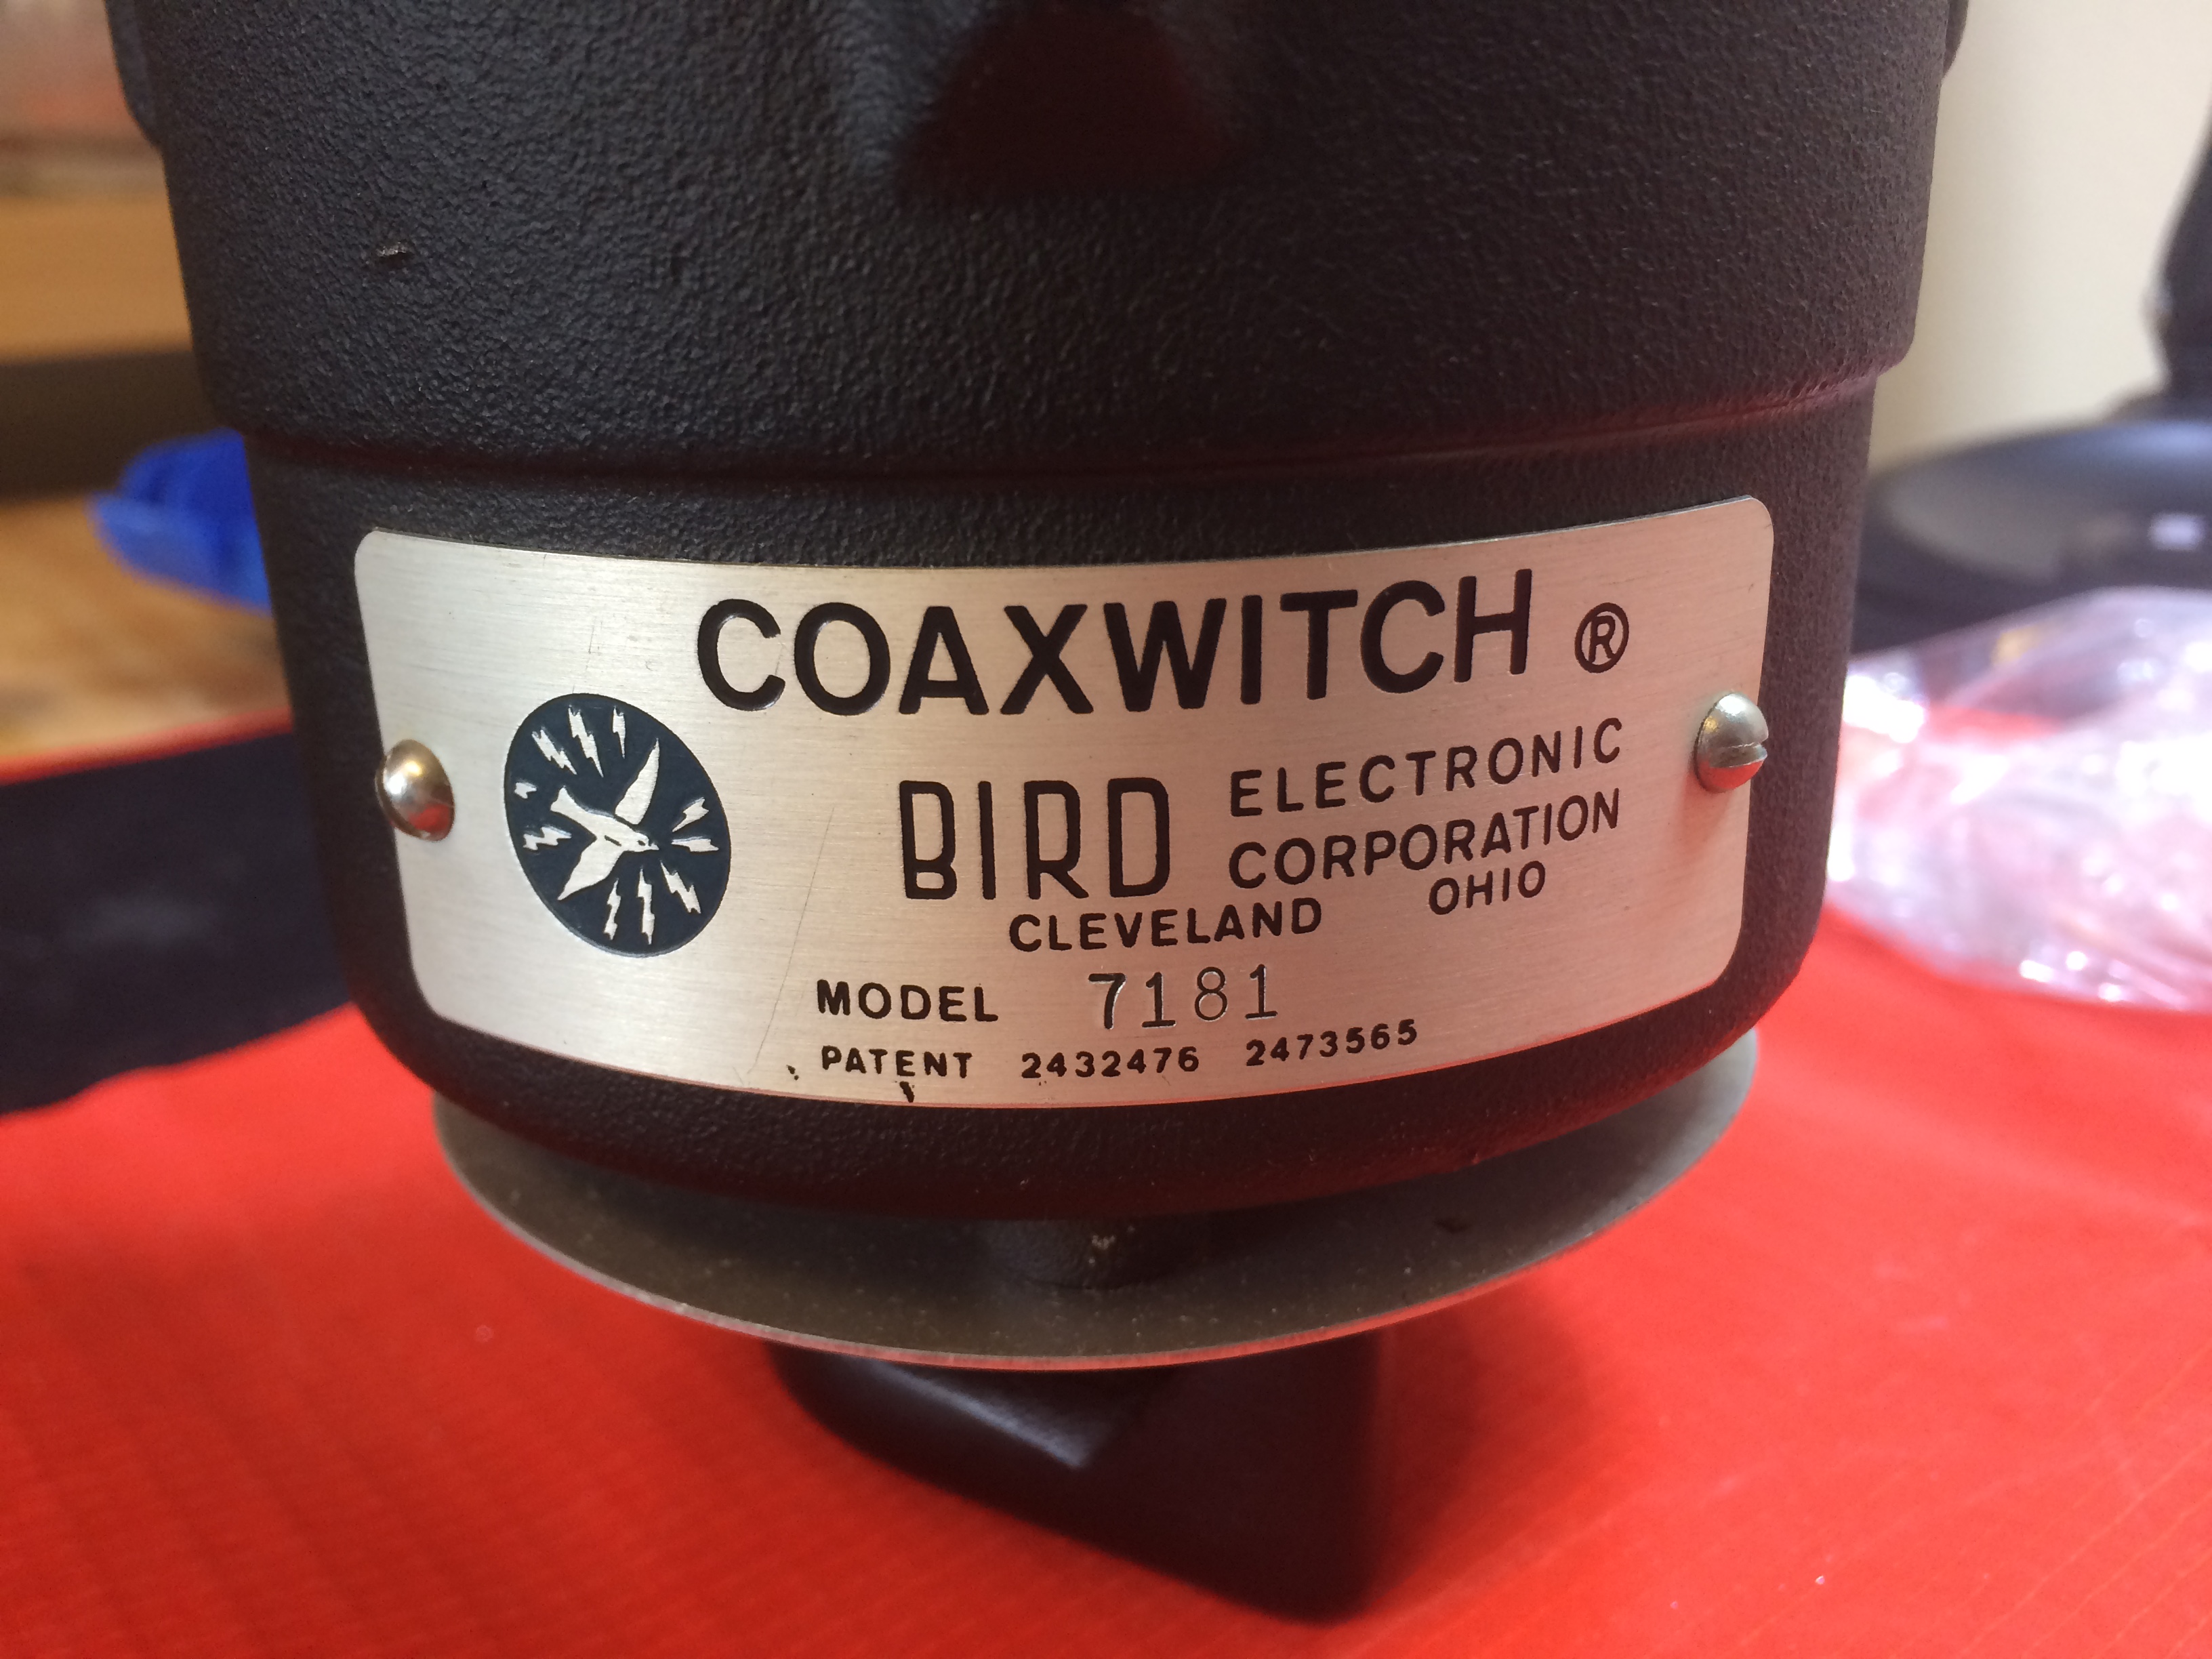 COAXWITCH ®
BIRD ELECTRONIC
CORPORATION
CLEVELAND OHIO
MODEL 7181
PATENT 2432476 2473565